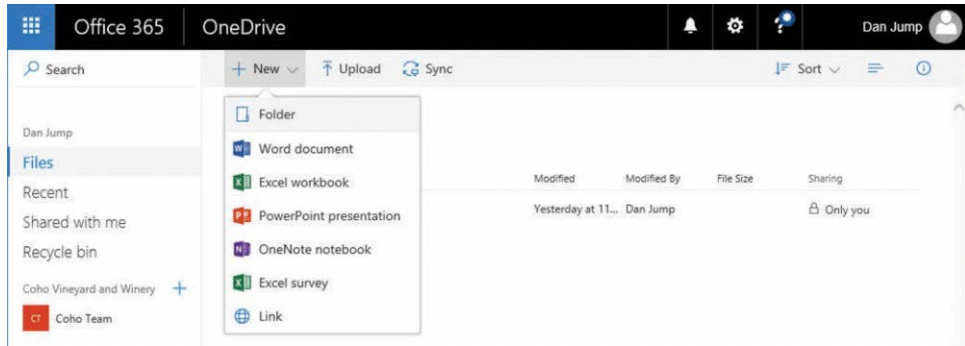 Office 365 OneDrive Dan Jump
Search
+ New Upload Sync Sort
Folder
Word document
Excel workbook
PowerPoint presentation
OneNote notebook
Excel survey
Link
Dan Jump
Files
Recent
Shared with me
Recycle bin
Coho Vineyard and Winery +
CT Coho Team
Modified Modified By File Size Sharing
Yesterday at 11... Dan Jump Only you